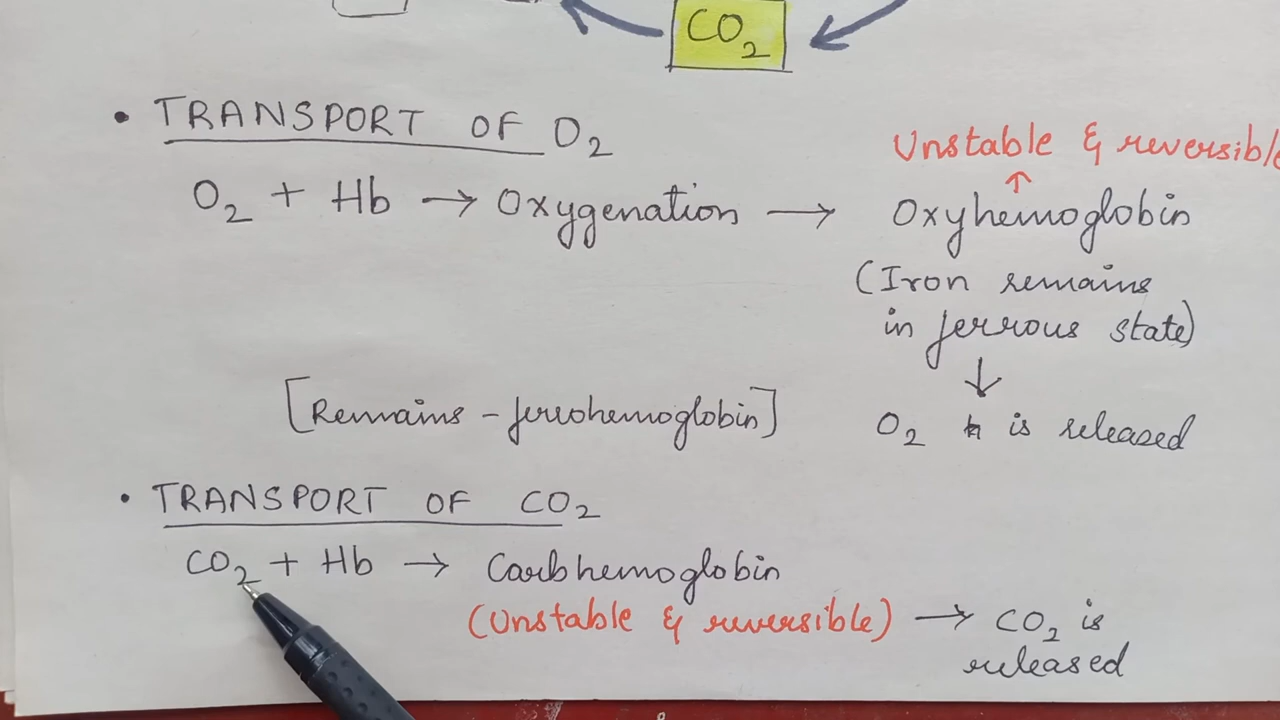 CO2
• TRANSPORT OF O2
Unstable & reversible
↑
O2 + Hb → Oxygenation → Oxyhemoglobin
(Iron remains
in ferrous state)
↓
[Remains - ferrohemoglobin]
O2 is released
• TRANSPORT OF CO2
CO2 + Hb → Carbhemoglobin
(Unstable & reversible) → CO2 is
released